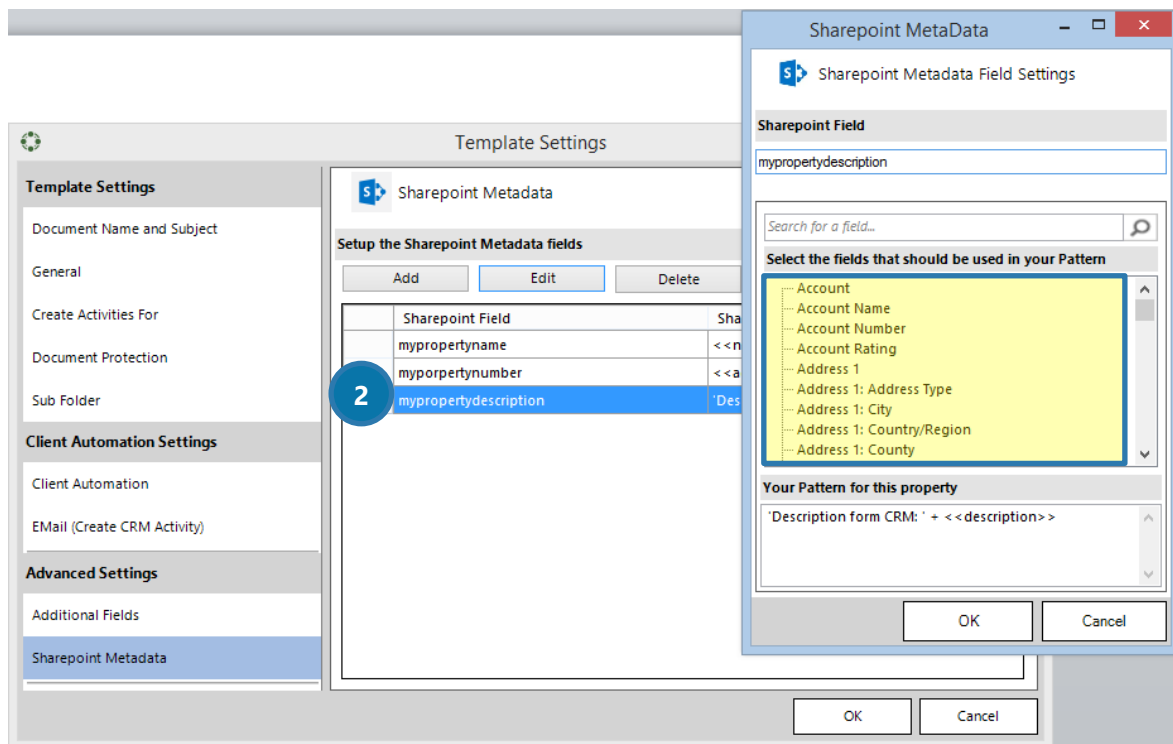 Template Settings
Template Settings
Document Name and Subject
General
Create Activities For
Document Protection
Sub Folder
Client Automation Settings
Client Automation
EMail (Create CRM Activity)
Advanced Settings
Additional Fields
Sharepoint Metadata
Sharepoint Metadata
Setup the Sharepoint Metadata fields
Add Edit Delete
Sharepoint Field Sha
mypropertyname <<n
myporpertynumber <<a
2
mypropertydescription 'Des
OK Cancel
Sharepoint MetaData
Sharepoint Metadata Field Settings
Sharepoint Field
mypropertydescription
Search for a field...
Select the fields that should be used in your Pattern
Account
Account Name
Account Number
Account Rating
Address 1
Address 1: Address Type
Address 1: City
Address 1: Country/Region
Address 1: County
Your Pattern for this property
'Description form CRM: ' + <<description>>
OK Cancel